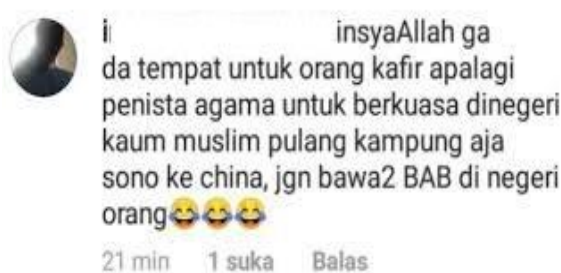 i insyaAllah ga
da tempat untuk orang kafir apalagi
penista agama untuk berkuasa dinegeri
kaum muslim pulang kampung aja
sono ke china, jgn bawa2 BAB di negeri
orang😂😂😂
21 min 1 suka Balas